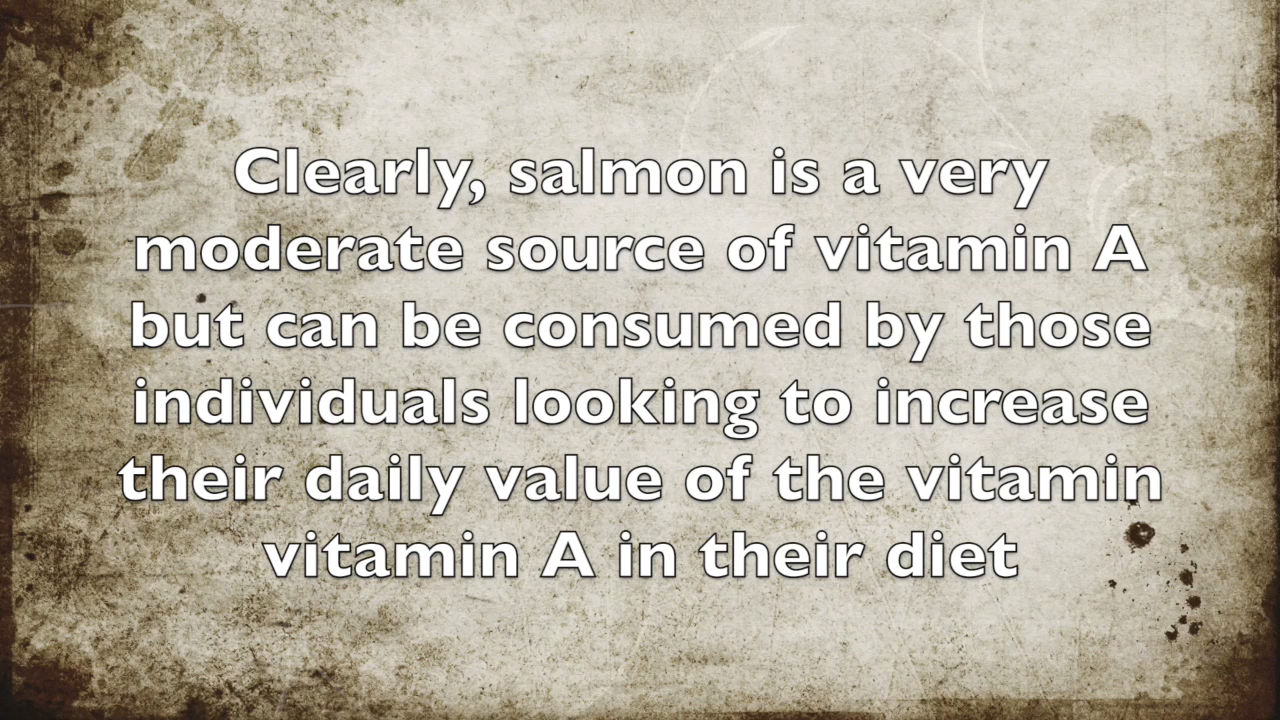 Clearly, salmon is a very
moderate source of vitamin A
but can be consumed by those
individuals looking to increase
their daily value of the vitamin
vitamin A in their diet